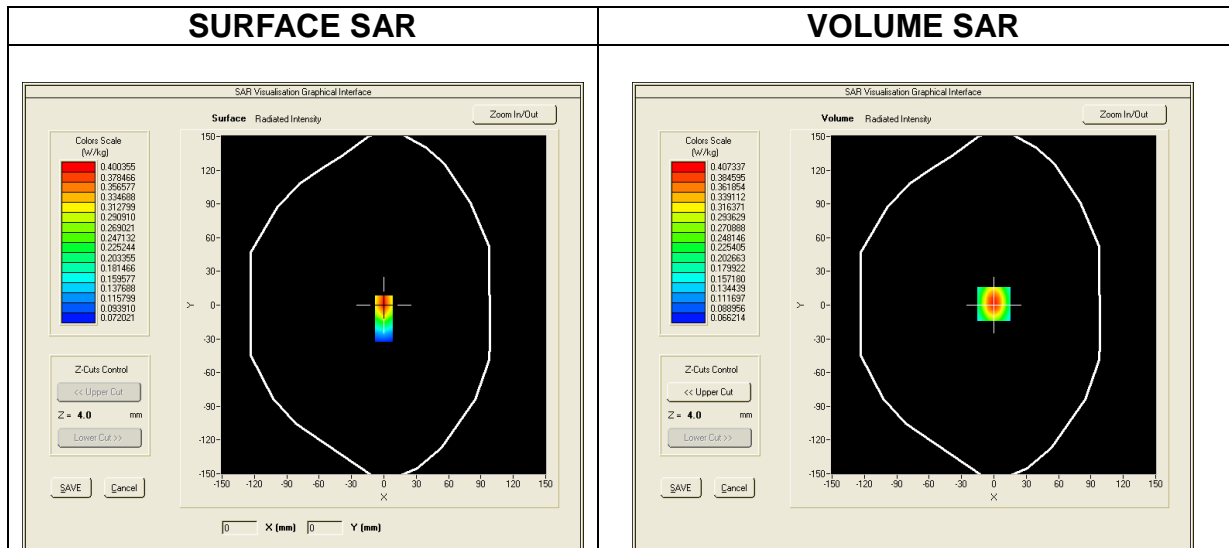 SURFACE SAR
VOLUME SAR
SAR Visualisation Graphical Interface
Surface Radiated Intensity
Zoom In/Out
Colors Scale
(W/kg)
0.400355
0.378466
0.356577
0.334688
0.312799
0.290910
0.269021
0.247132
0.225244
0.203355
0.181466
0.159577
0.137688
0.115799
0.093910
0.072021
150
120
90
60
30
0
-30
-60
-90
-120
-150
Y
-150 -120 -90 -60 -30 0 30 60 90 120 150
X
Z-Cuts Control
<< Upper Cut
Z = 4.0 mm
Lower Cut >>
SAVE Cancel
0 X (mm) 0 Y (mm)
SAR Visualisation Graphical Interface
Volume Radiated Intensity
Zoom In/Out
Colors Scale
(W/kg)
0.407337
0.384595
0.361854
0.339112
0.316371
0.293629
0.270888
0.248146
0.225405
0.202663
0.179922
0.157180
0.134439
0.111697
0.088956
0.066214
150
120
90
60
30
0
-30
-60
-90
-120
-150
Y
-150 -120 -90 -60 -30 0 30 60 90 120 150
X
Z-Cuts Control
<< Upper Cut
Z = 4.0 mm
Lower Cut >>
SAVE Cancel